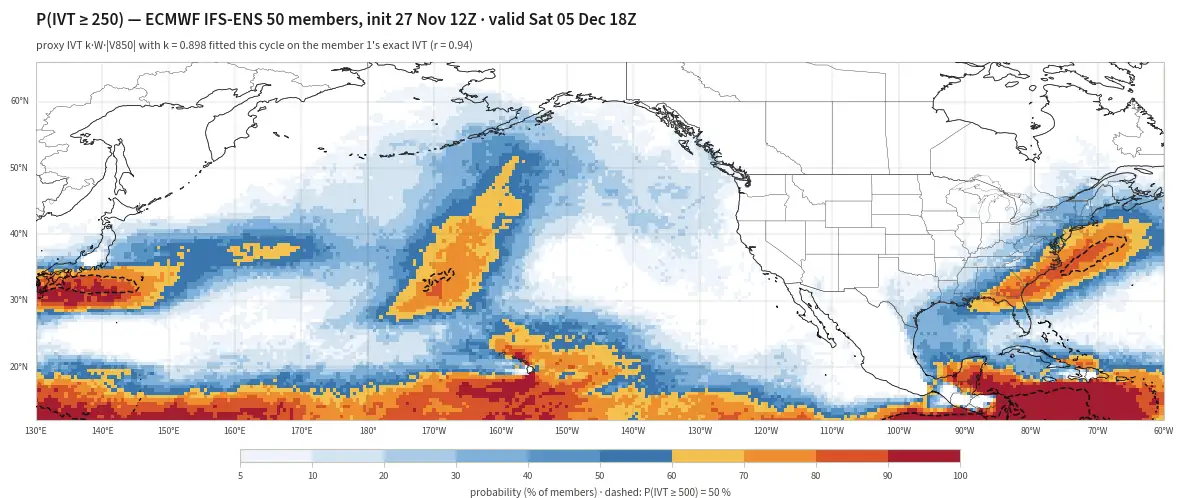 P(IVT ≥ 250) — ECMWF IFS-ENS 50 members, init 27 Nov 12Z · valid Sat 05 Dec 18Z
proxy IVT k·W·|V850| with k = 0.898 fitted this cycle on the member 1's exact IVT (r = 0.94)
60°N
50°N
40°N
30°N
20°N
130°E 140°E 150°E 160°E 170°E 180° 170°W 160°W 150°W 140°W 130°W 120°W 110°W 100°W 90°W 80°W 70°W 60°W
5 10 20 30 40 50 60 70 80 90 100
probability (% of members) · dashed: P(IVT ≥ 500) = 50 %